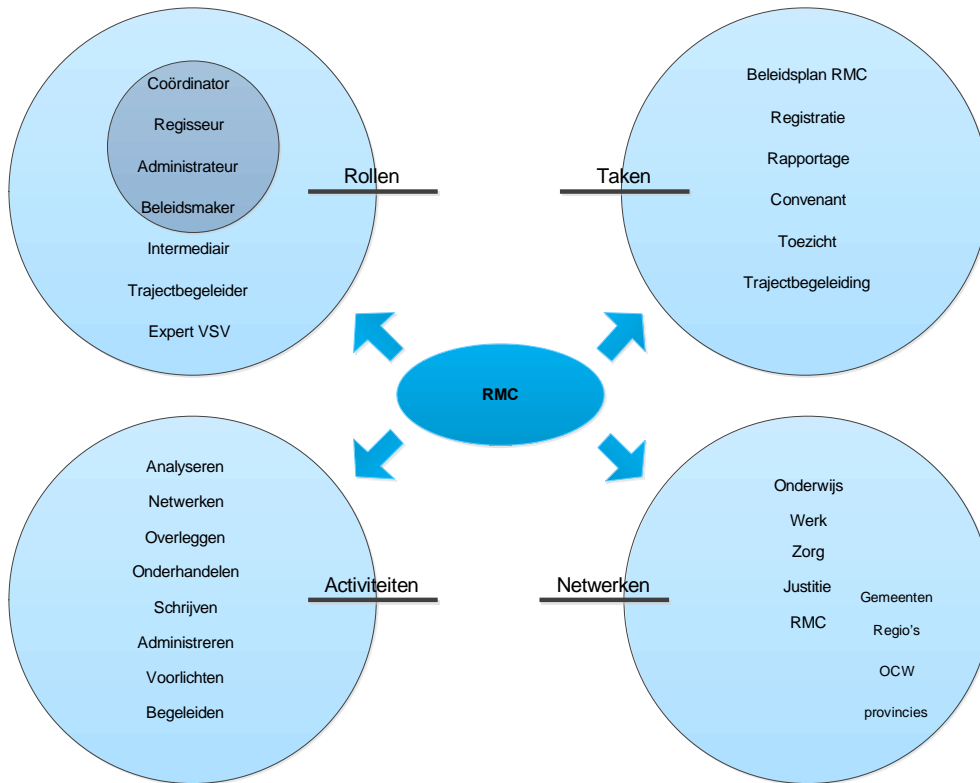 Coördinator
Regisseur
Administrateur
Beleidsmaker
Intermediair
Trajectbegeleider
Expert VSV
Rollen
Taken
Beleidsplan RMC
Registratie
Rapportage
Convenant
Toezicht
Trajectbegeleiding
RMC
Analyseren
Netwerken
Overleggen
Onderhandelen
Schrijven
Administreren
Voorlichten
Begeleiden
Activiteiten
Netwerken
Onderwijs
Werk
Zorg
Justitie
RMC
Gemeenten
Regio's
OCW
provincies